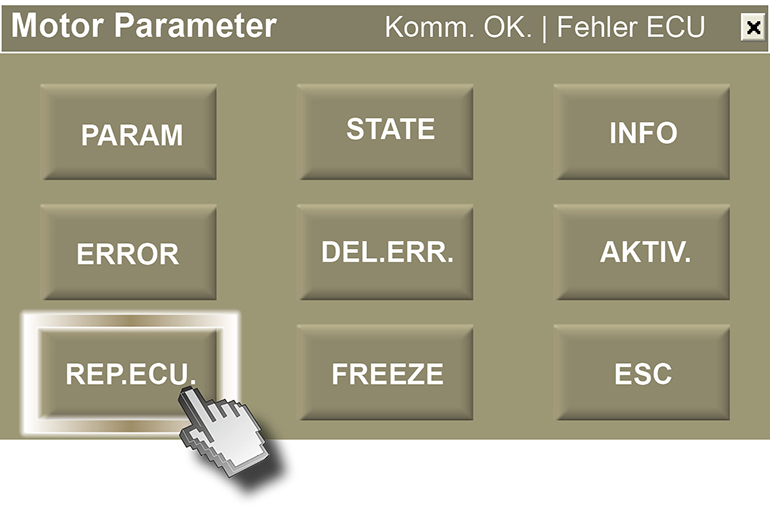 Motor Parameter Komm. OK. | Fehler ECU
PARAM STATE INFO
ERROR DEL.ERR. AKTIV.
REP.ECU. FREEZE ESC